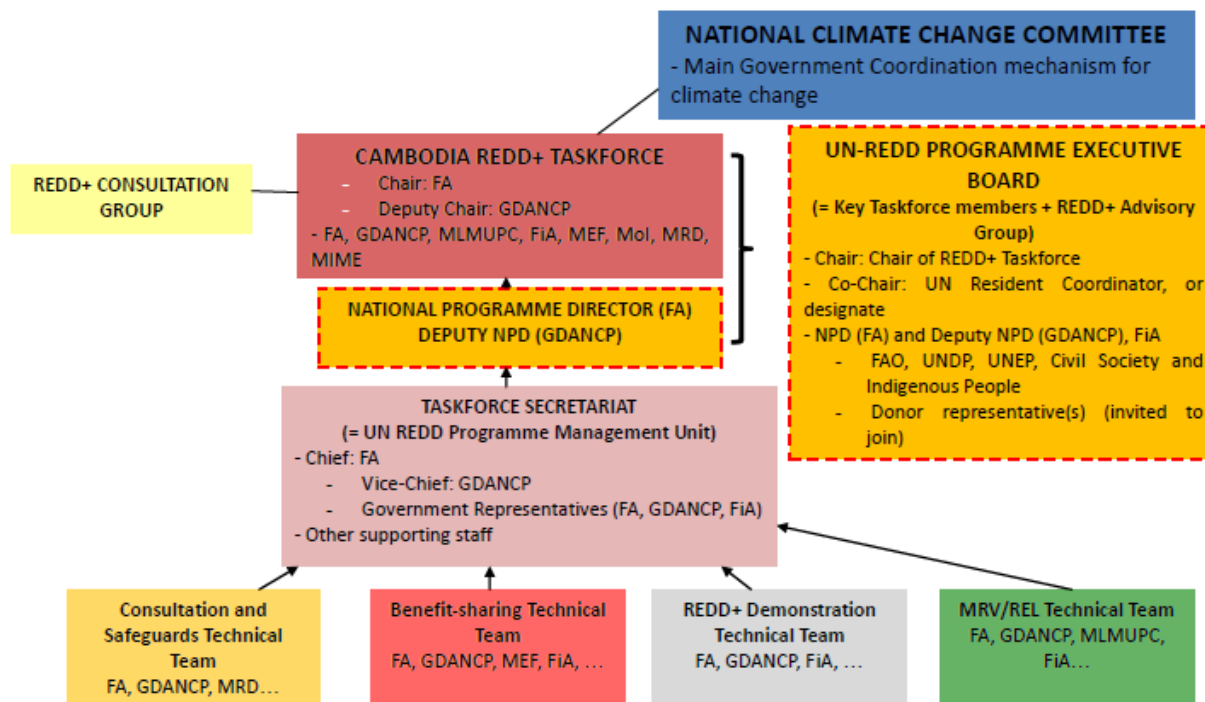 NATIONAL CLIMATE CHANGE COMMITTEE
- Main Government Coordination mechanism for
climate change
CAMBODIA REDD+ TASKFORCE
- Chair: FA
- Deputy Chair: GDANCP
- FA, GDANCP, MLMUPC, FiA, MEF, MoI, MRD,
MIME
REDD+ CONSULTATION
GROUP
UN-REDD PROGRAMME EXECUTIVE
BOARD
(= Key Taskforce members + REDD+ Advisory
Group)
- Chair: Chair of REDD+ Taskforce
- Co-Chair: UN Resident Coordinator, or
designate
- NPD (FA) and Deputy NPD (GDANCP), FiA
- FAO, UNDP, UNEP, Civil Society and
Indigenous People
- Donor representative(s) (invited to
join)
NATIONAL PROGRAMME DIRECTOR (FA)
DEPUTY NPD (GDANCP)
TASKFORCE SECRETARIAT
(= UN REDD Programme Management Unit)
- Chief: FA
- Vice-Chief: GDANCP
- Government Representatives (FA, GDANCP, FiA)
- Other supporting staff
Consultation and
Safeguards Technical
Team
FA, GDANCP, MRD...
Benefit-sharing Technical
Team
FA, GDANCP, MEF, FiA, ...
REDD+ Demonstration
Technical Team
FA, GDANCP, FiA, ...
MRV/REL Technical Team
FA, GDANCP, MLMUPC,
FiA...